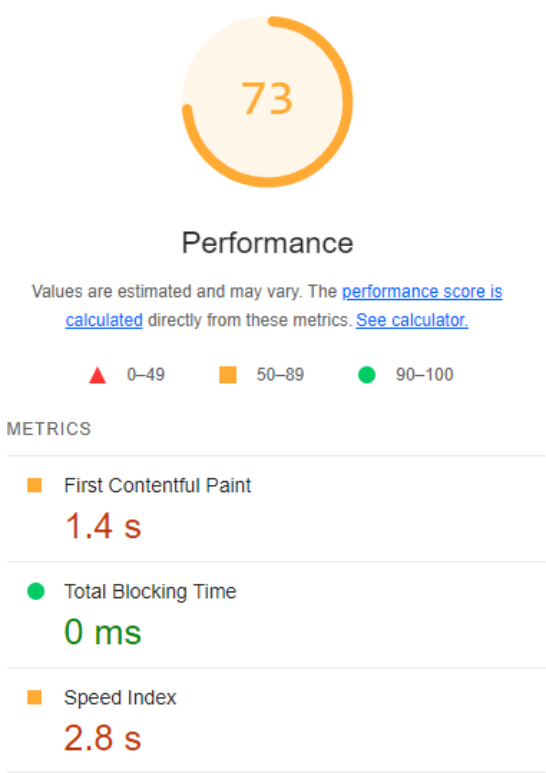 73
Performance
Values are estimated and may vary. The performance score is
calculated directly from these metrics. See calculator.
0–49 50–89 90–100
METRICS
First Contentful Paint
1.4 s
Total Blocking Time
0 ms
Speed Index
2.8 s